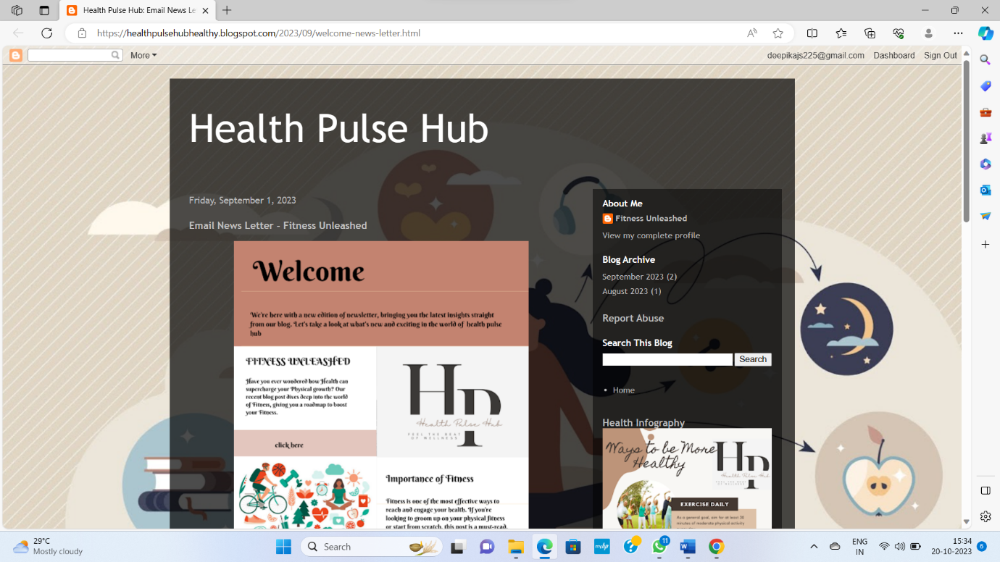 Health Pulse Hub: Email News Le
https://healthpulsehubhealthy.blogspot.com/2023/09/welcome-news-letter.html
More
deepikajs225@gmail.com Dashboard Sign Out
Health Pulse Hub
Friday, September 1, 2023
Email News Letter - Fitness Unleashed
Welcome
We're here with a new edition of newsletter, bringing you the latest insights straight
from our blog. Let's take a look at what's new and exciting in the world of health pulse
hub
FITNESS UNLEASHED
Have you ever wondered how Health can
supercharge your Physical growth? Our
recent blog post dives deep into the world
of Fitness, giving you a roadmap to boost
your Fitness.
click here
HP
Health Pulse Hub
FEEL THE BEAT
OF WELLNESS
Importance of Fitness
Fitness is one of the most effective ways to
reach and engage your health. If you're
looking to groom up on your physical fitness
or start from scratch, this post is a must-read.
About Me
Fitness Unleashed
View my complete profile
Blog Archive
September 2023 (2)
August 2023 (1)
Report Abuse
Search This Blog
Search
Home
Health Infography
Ways to be More
Healthy
HP
Health Pulse Hub
EXERCISE DAILY
As a general goal, aim for at least 30
minutes of moderate physical activity
29°C
Mostly cloudy
Search
myhp
11
ENG
IN
15:34
20-10-2023
6